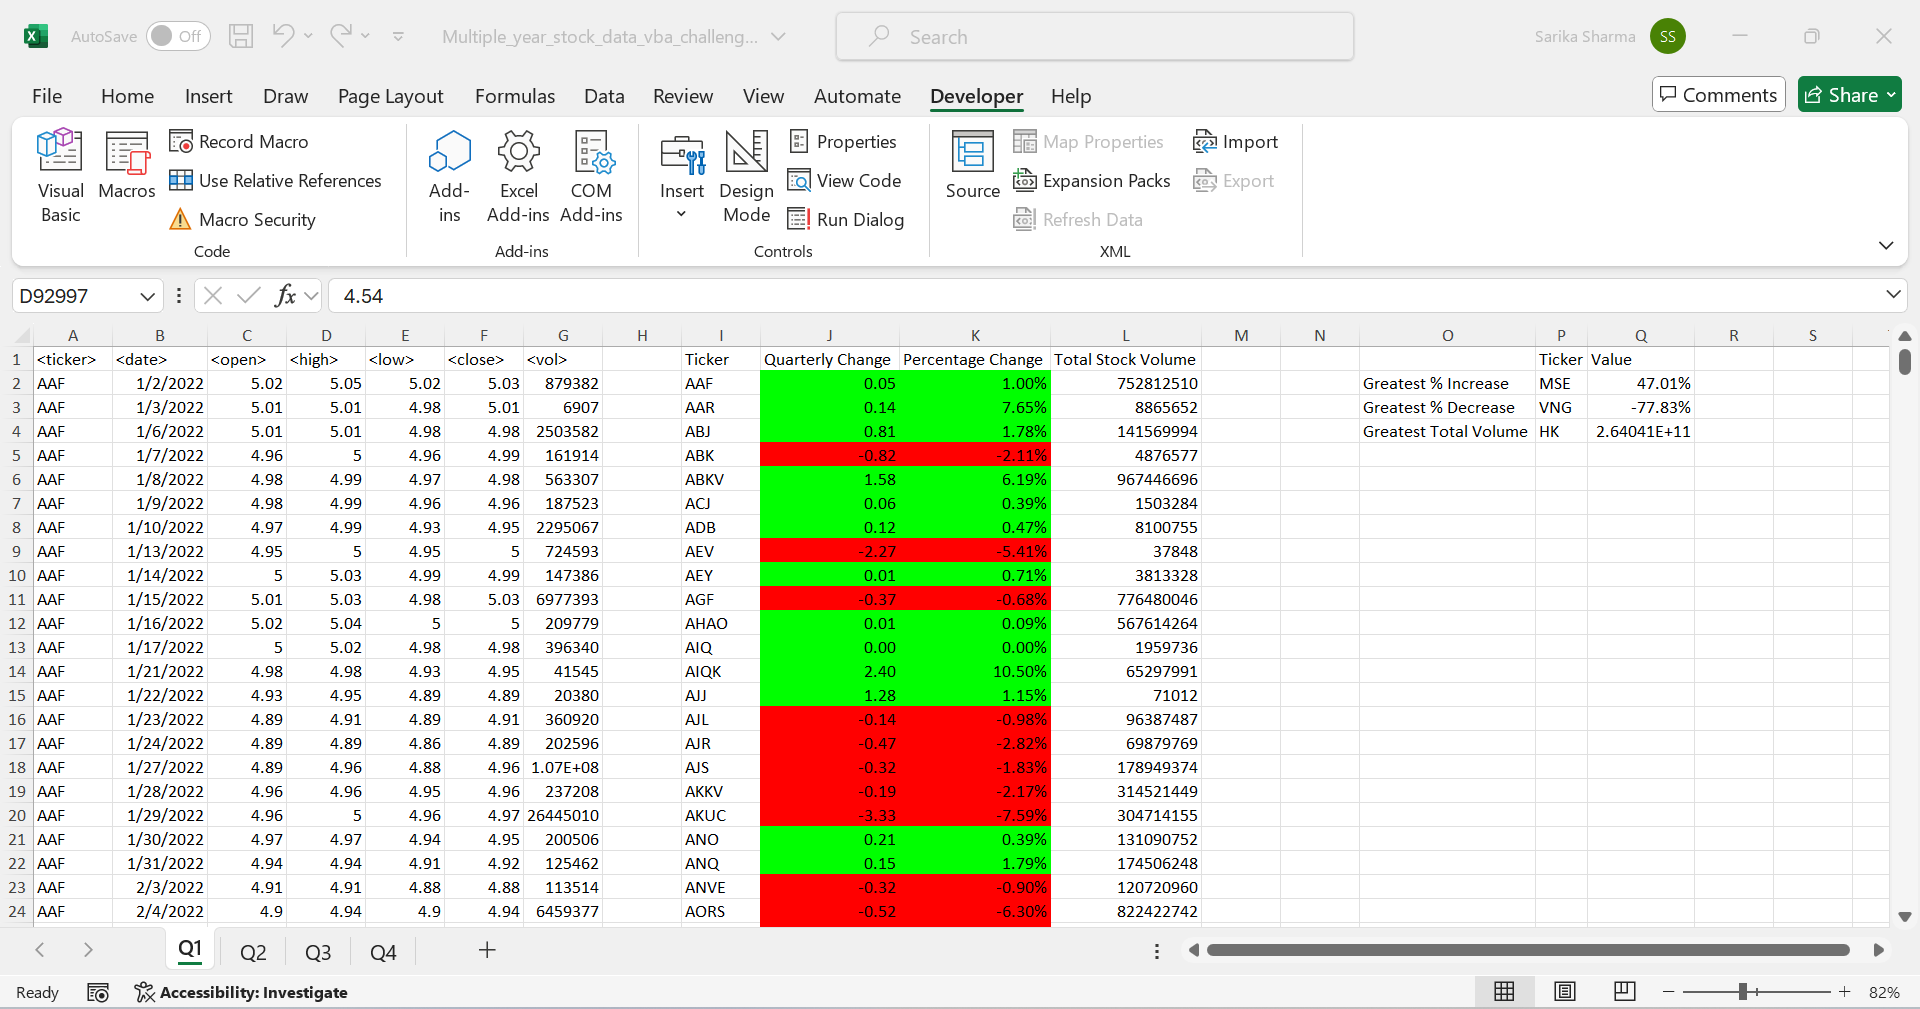 AutoSave Off Multiple_year_stock_data_vba_challeng... Search Sarika Sharma SS
File Home Insert Draw Page Layout Formulas Data Review View Automate Developer Help Comments Share
Visual Basic
Macros
Record Macro
Use Relative References
Macro Security
Code
Add-ins
Excel Add-ins
COM Add-ins
Add-ins
Insert
Design Mode
Properties
View Code
Run Dialog
Controls
Source
Map Properties
Expansion Packs
Refresh Data
Import
Export
XML
D92997 fx 4.54
A B C D E F G H I J K L M N O P Q R S
1 <ticker> <date> <open> <high> <low> <close> <vol> Ticker Quarterly Change Percentage Change Total Stock Volume Ticker Value
2 AAF 1/2/2022 5.02 5.05 5.02 5.03 879382 AAF 0.05 1.00% 752812510 Greatest % Increase MSE 47.01%
3 AAF 1/3/2022 5.01 5.01 4.98 5.01 6907 AAR 0.14 7.65% 8865652 Greatest % Decrease VNG -77.83%
4 AAF 1/6/2022 5.01 5.01 4.98 4.98 2503582 ABJ 0.81 1.78% 141569994 Greatest Total Volume HK 2.64041E+11
5 AAF 1/7/2022 4.96 5 4.96 4.99 161914 ABK -0.82 -2.11% 4876577
6 AAF 1/8/2022 4.98 4.99 4.97 4.98 563307 ABKV 1.58 6.19% 967446696
7 AAF 1/9/2022 4.98 4.99 4.96 4.96 187523 ACJ 0.06 0.39% 1503284
8 AAF 1/10/2022 4.97 4.99 4.93 4.95 2295067 ADB 0.12 0.47% 8100755
9 AAF 1/13/2022 4.95 5 4.95 5 724593 AEV -2.27 -5.41% 37848
10 AAF 1/14/2022 5 5.03 4.99 4.99 147386 AEY 0.01 0.71% 3813328
11 AAF 1/15/2022 5.01 5.03 4.98 5.03 6977393 AGF -0.37 -0.68% 776480046
12 AAF 1/16/2022 5.02 5.04 5 5 209779 AHAO 0.01 0.09% 567614264
13 AAF 1/17/2022 5 5.02 4.98 4.98 396340 AIQ 0.00 0.00% 1959736
14 AAF 1/21/2022 4.98 4.98 4.93 4.95 41545 AIQK 2.40 10.50% 65297991
15 AAF 1/22/2022 4.93 4.95 4.89 4.89 20380 AJJ 1.28 1.15% 71012
16 AAF 1/23/2022 4.89 4.91 4.89 4.91 360920 AJL -0.14 -0.98% 96387487
17 AAF 1/24/2022 4.89 4.89 4.86 4.89 202596 AJR -0.47 -2.82% 69879769
18 AAF 1/27/2022 4.89 4.96 4.88 4.96 1.07E+08 AJS -0.32 -1.83% 178949374
19 AAF 1/28/2022 4.96 4.96 4.95 4.96 237208 AKKV -0.19 -2.17% 314521449
20 AAF 1/29/2022 4.96 5 4.96 4.97 26445010 AKUC -3.33 -7.59% 304714155
21 AAF 1/30/2022 4.97 4.97 4.94 4.95 200506 ANO 0.21 0.39% 131090752
22 AAF 1/31/2022 4.94 4.94 4.91 4.92 125462 ANQ 0.15 1.79% 174506248
23 AAF 2/3/2022 4.91 4.91 4.88 4.88 113514 ANVE -0.32 -0.90% 120720960
24 AAF 2/4/2022 4.9 4.94 4.9 4.94 6459377 AORS -0.52 -6.30% 822422742
Q1 Q2 Q3 Q4
Ready Accessibility: Investigate 82%